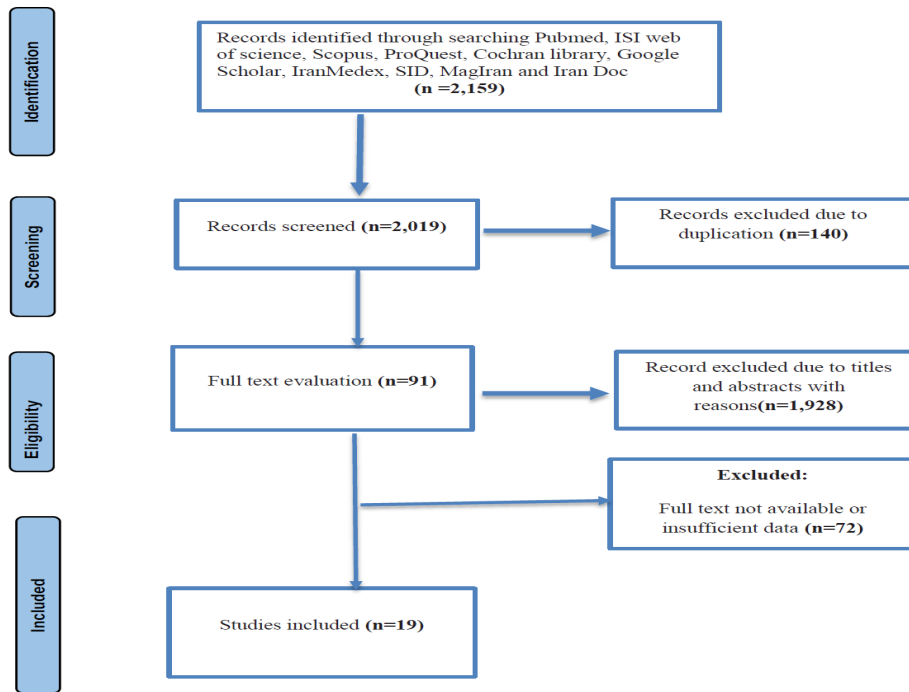 Identification
Records identified through searching Pubmed, ISI web
of science, Scopus, ProQuest, Cochran library, Google
Scholar, IranMedex, SID, MagIran and Iran Doc
(n =2,159)
Screening
Records screened (n=2,019)
Records excluded due to
duplication (n=140)
Eligibility
Full text evaluation (n=91)
Record excluded due to titles
and abstracts with
reasons(n=1,928)
Excluded:
Full text not available or
insufficient data (n=72)
Included
Studies included (n=19)